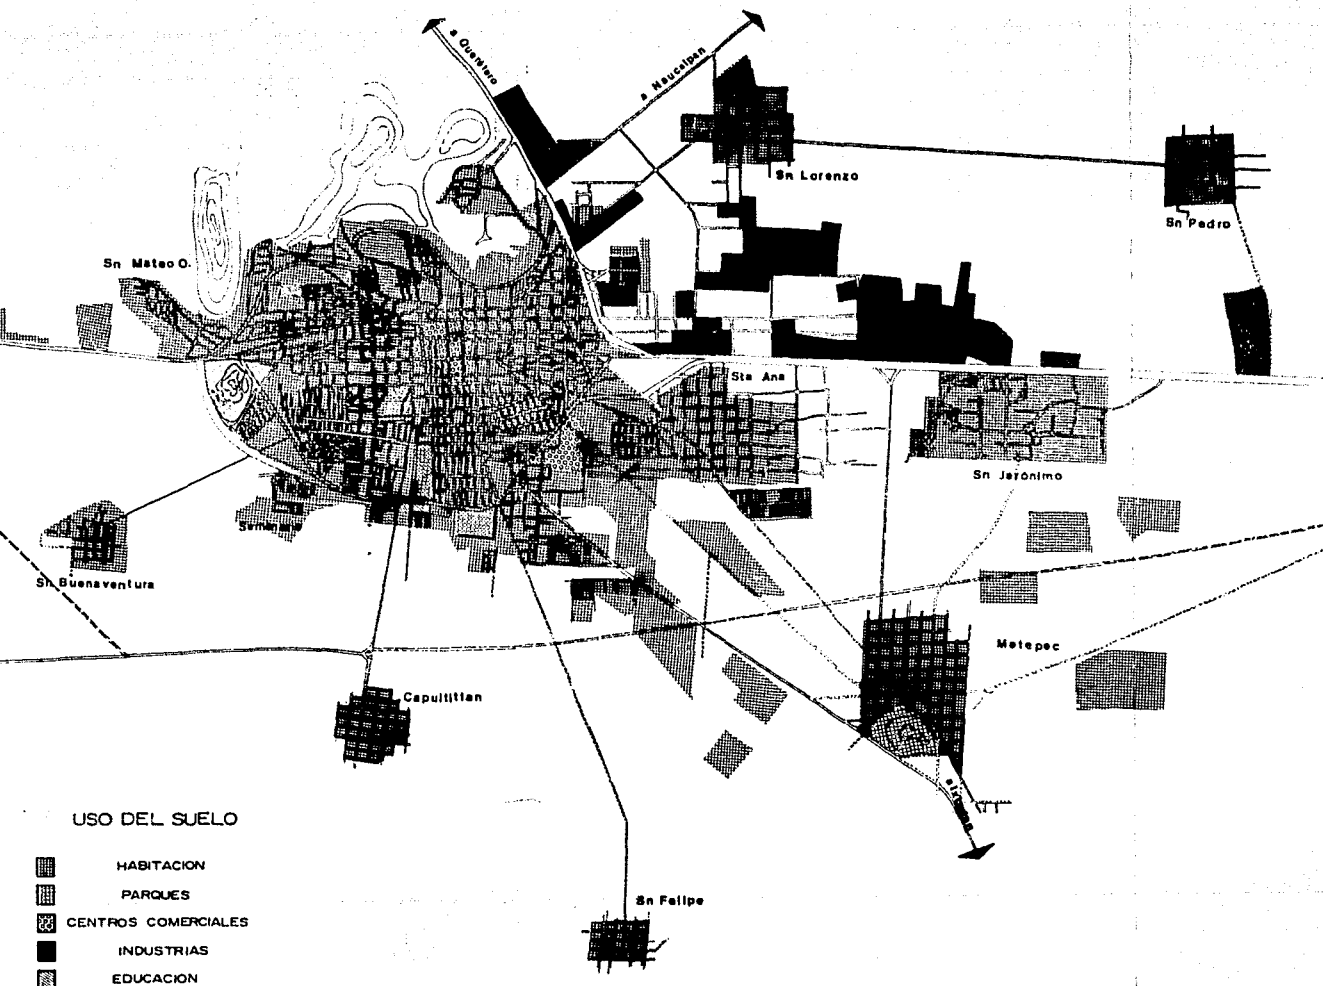 a Querétaro
a Naucalpan
Sn Lorenzo
Sn Pedro
Sn Mateo O.
Sta Ana
Sn Jerónimo
Sn Buenaventura
Metepec
Capultitlan
Sn Felipe
USO DEL SUELO
HABITACION
PARQUES
CENTROS COMERCIALES
INDUSTRIAS
EDUCACION